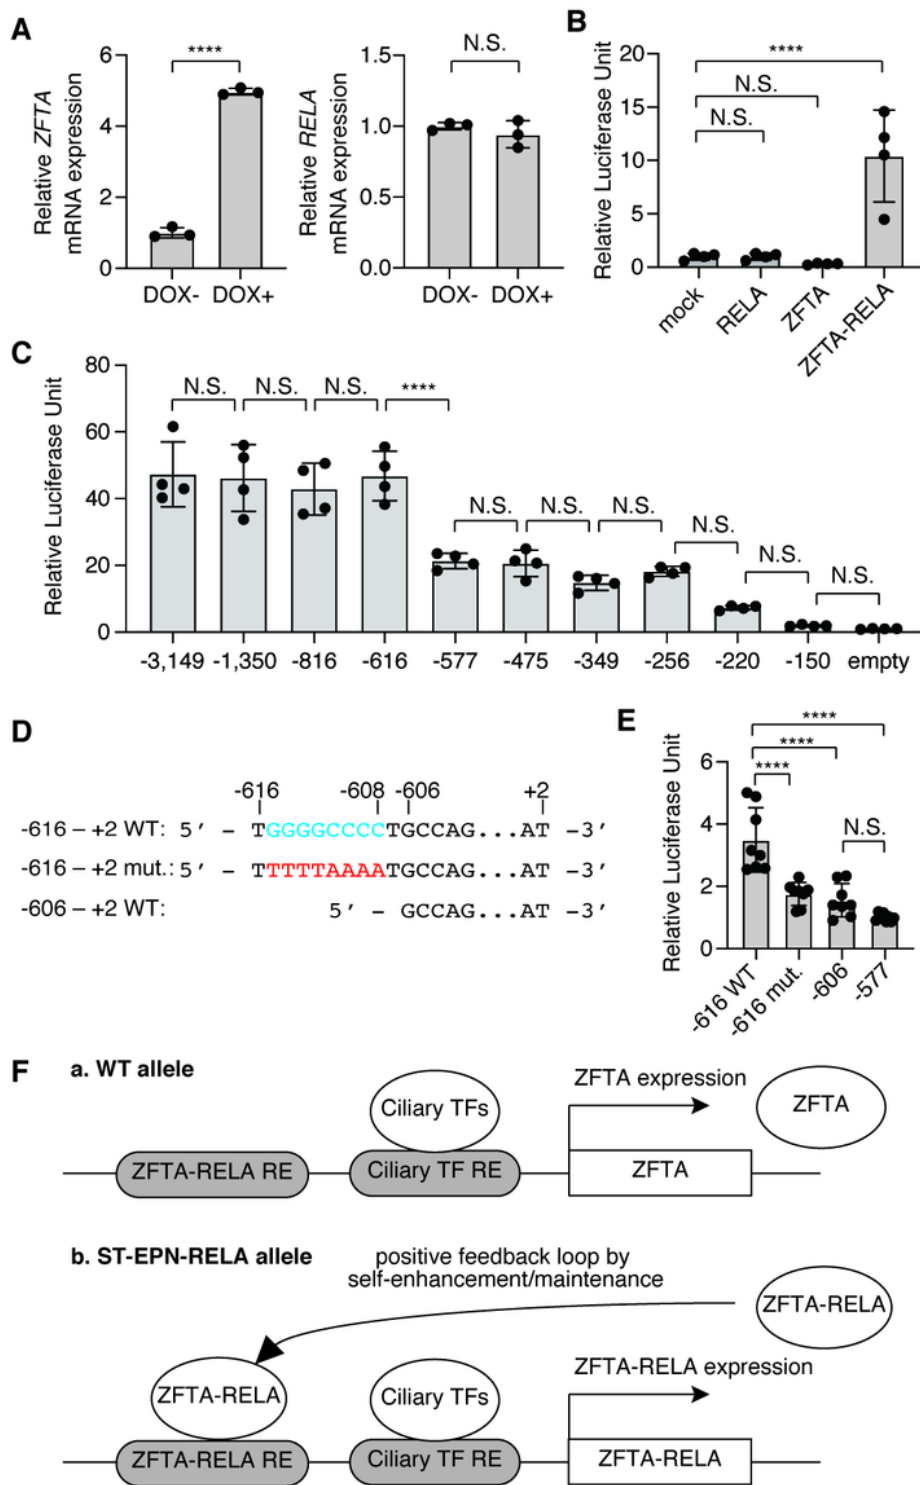 A
Relative ZFTA
mRNA expression
6
4
2
0
****
DOX-
DOX+
Relative RELA
mRNA expression
1.5
1.0
0.5
0.0
N.S.
DOX-
DOX+
B
Relative Luciferase Unit
20
15
10
5
0
****
N.S.
N.S.
mock
RELA
ZFTA
ZFTA-RELA
C
Relative Luciferase Unit
80
60
40
20
0
N.S.
N.S.
N.S.
****
N.S.
N.S.
N.S.
N.S.
N.S.
N.S.
-3,149
-1,350
-816
-616
-577
-475
-349
-256
-220
-150
empty
D
-616 -608 -606 +2
-616 – +2 WT: 5′ – TGGGGCCCCTGCCAG...AT –3′
-616 – +2 mut.: 5′ – TTTTTAAAATGCCAG...AT –3′
-606 – +2 WT: 5′ – GCCAG...AT –3′
E
Relative Luciferase Unit
6
4
2
0
****
****
****
N.S.
-616 WT
-616 mut.
-606
-577
F
a. WT allele
ZFTA expression
Ciliary TFs
ZFTA
ZFTA-RELA RE
Ciliary TF RE
ZFTA
b. ST-EPN-RELA allele
positive feedback loop by
self-enhancement/maintenance
ZFTA-RELA
ZFTA-RELA expression
ZFTA-RELA
Ciliary TFs
ZFTA-RELA RE
Ciliary TF RE
ZFTA-RELA